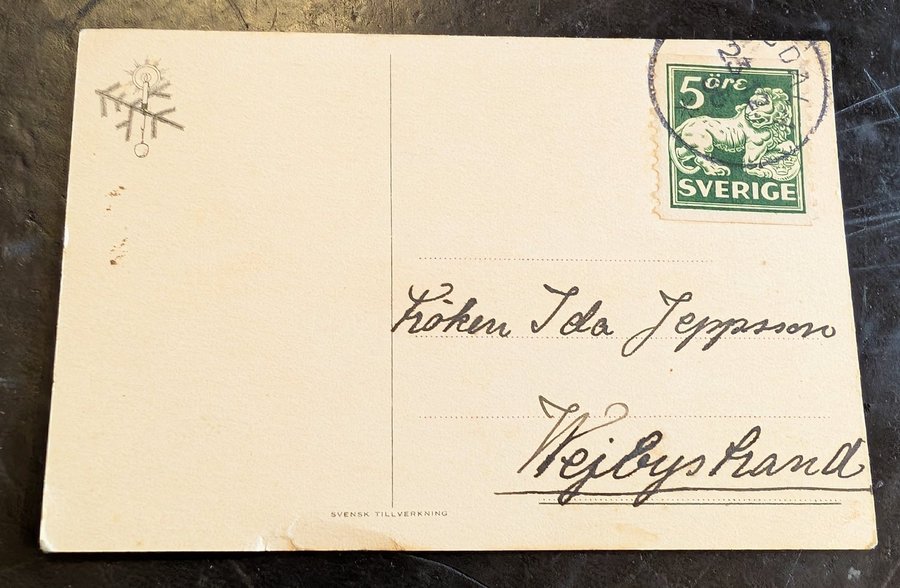 5 öre
SVERIGE
Fröken Ida Jeppsson
Wejbystrand
SVENSK TILLVERKNING